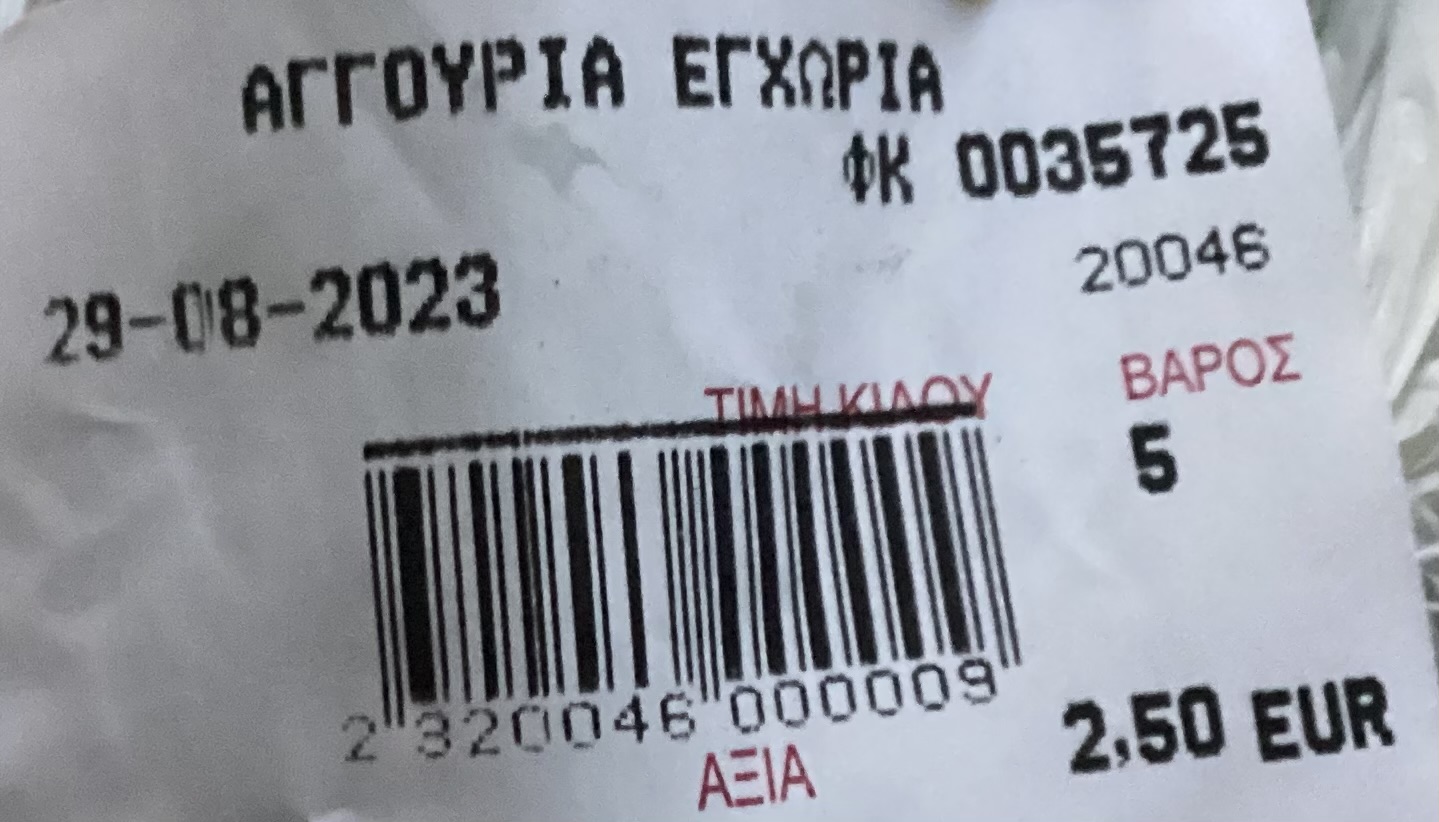 ΑΓΓΟΥΡΙΑ ΕΓΧΩΡΙΑ
ΦΚ 0035725
20046
29-08-2023
ΤΙΜΗ ΚΙΛΟΥ
ΒΑΡΟΣ
5
2 320046 000009
2,50 EUR
ΑΞΙΑ